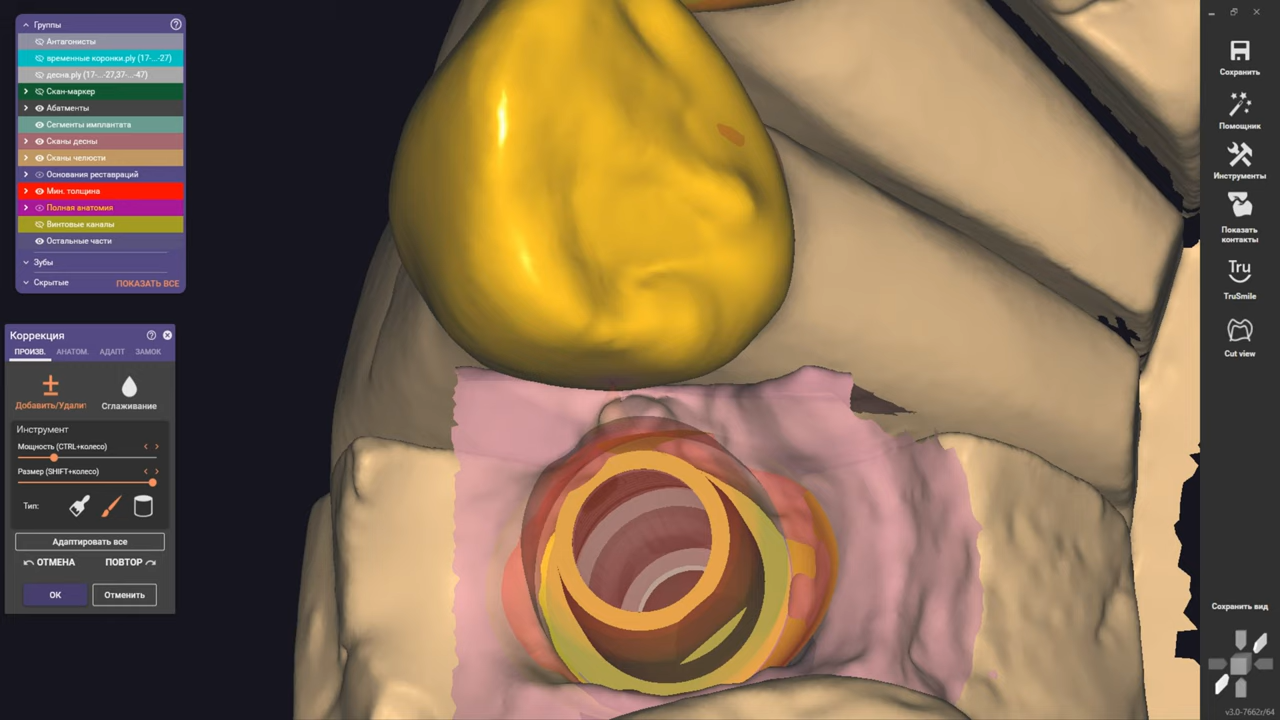 Группы
Антагонисты
временные коронки.ply (17-...-27)
десна.ply (17-...-27,37-...-47)
Скан-маркер
Абатменты
Сегменты имплантата
Сканы десны
Сканы челюсти
Основания реставраций
Мин. толщина
Полная анатомия
Винтовые каналы
Остальные части
Зубы
Скрытые
ПОКАЗАТЬ ВСЕ
Коррекция
ПРОИЗВ. АНАТОМ. АДАПТ ЗАМОК
Добавить/Удалит Сглаживание
Инструмент
Мощность (CTRL+колесо)
Размер (SHIFT+колесо)
Тип:
Адаптировать все
ОТМЕНА ПОВТОР
ОК Отменить
Сохранить
Помощник
Инструменты
Показать
контакты
Tru
TruSmile
Cut view
Сохранить вид
v3.0-7662r/64